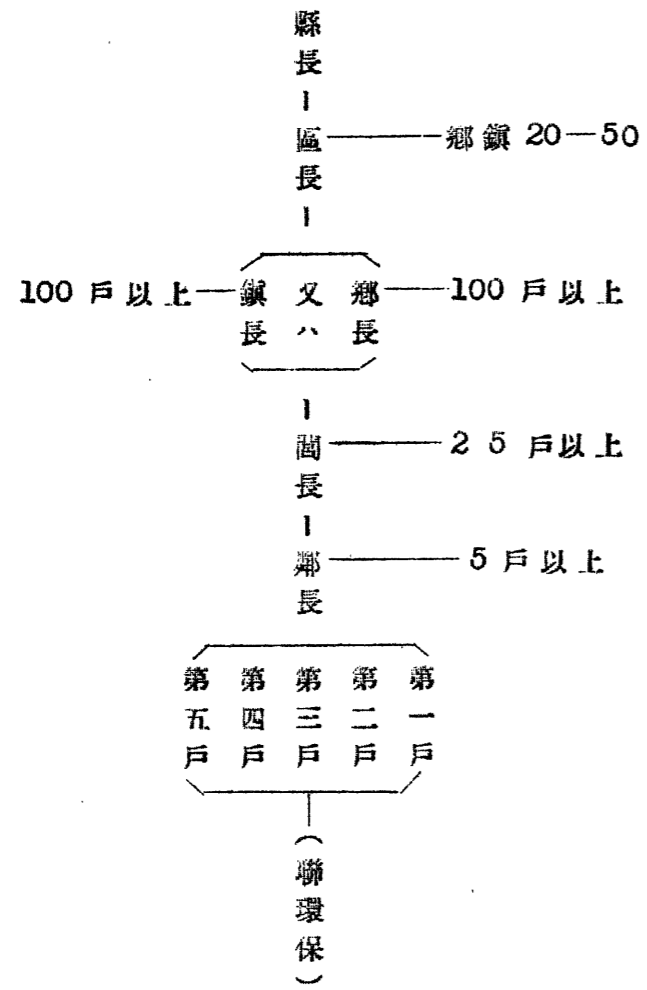 縣長
區長
鄉鎮 20—50
鄉長
又ハ
鎮長
100 戶以上
100 戶以上
閭長
25 戶以上
鄰長
5 戶以上
第一戶
第二戶
第三戶
第四戶
第五戶
(聯環保)